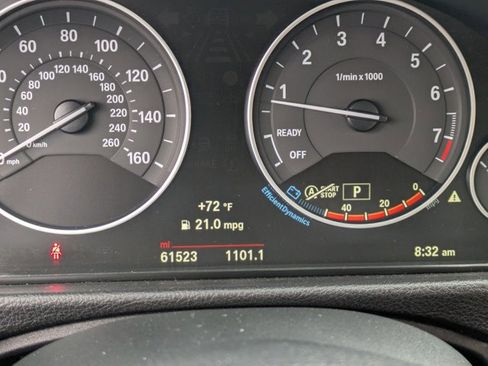 60 80 100
120
140
160
80 100 120 140 160
60 180
40 200
20 220
240
0 km/h 260
mph
1 2 3 4 5 6 7
1/min x 1000
READY
OFF
A START
STOP
P
EfficientDynamics
40 20 0
mpg
+72 °F
21.0 mpg
mi
61523 1101.1
8:32 am